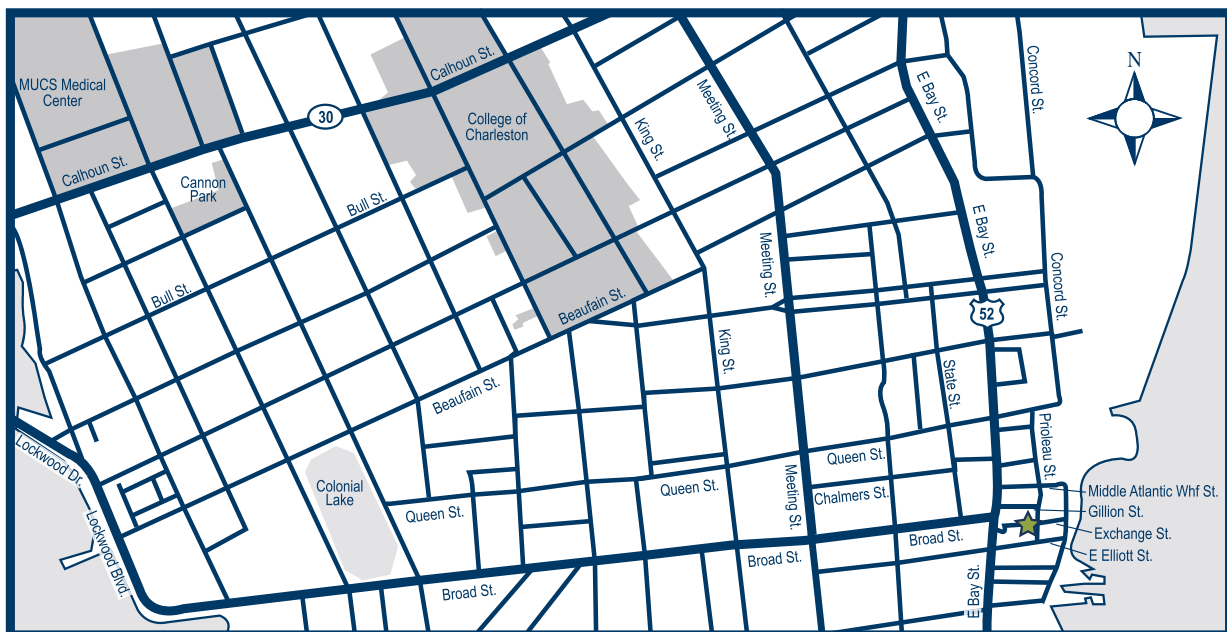 MUCS Medical
Center
Calhoun St.
30
Calhoun St.
College of
Charleston
Cannon
Park
Bull St.
Bull St.
Beaufain St.
Beaufain St.
King St.
King St.
Meeting St.
Meeting St.
Meeting St.
E Bay St.
E Bay St.
52
Concord St.
Concord St.
N
State St.
Prioleau St.
Queen St.
Queen St.
Queen St.
Chalmers St.
Middle Atlantic Whf St.
Gillion St.
Exchange St.
E Elliott St.
Broad St.
Broad St.
Broad St.
E Bay St.
Colonial
Lake
Lockwood Dr.
Lockwood Blvd.